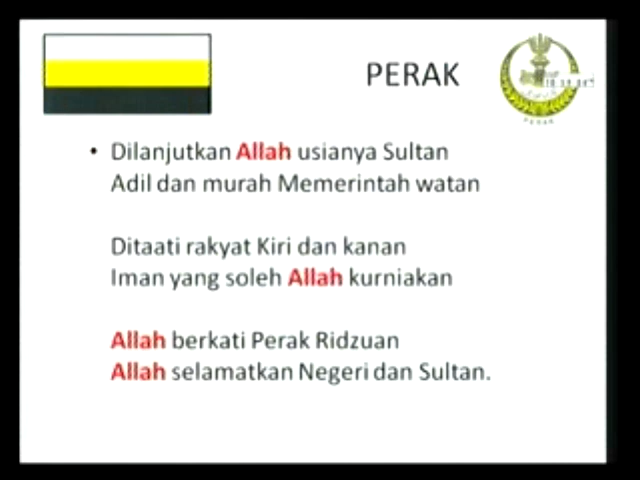 PERAK
• Dilanjutkan Allah usianya Sultan
Adil dan murah Memerintah watan
Ditaati rakyat Kiri dan kanan
Iman yang soleh Allah kurniakan
Allah berkati Perak Ridzuan
Allah selamatkan Negeri dan Sultan.
PERAK